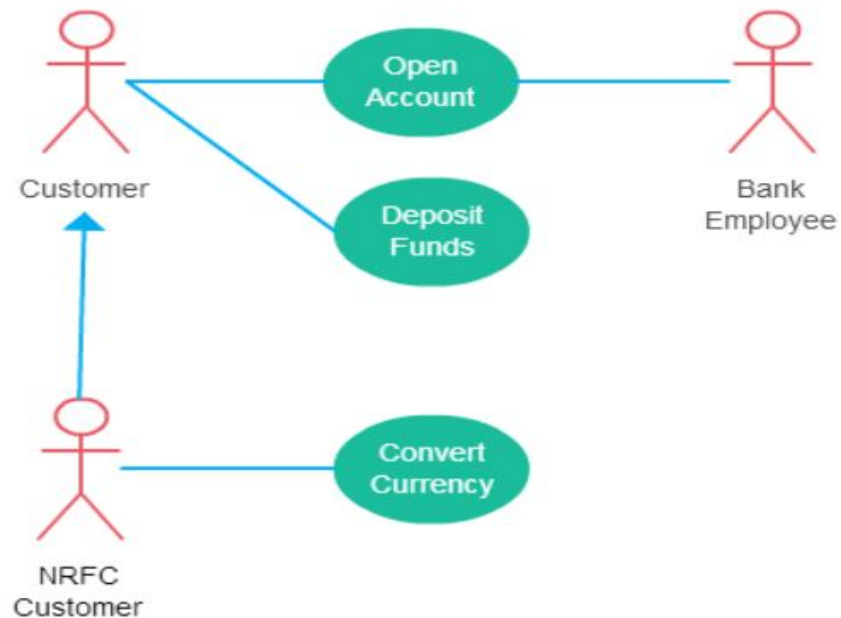 Open
Account
Customer
Bank
Employee
Deposit
Funds
Convert
Currency
NRFC
Customer